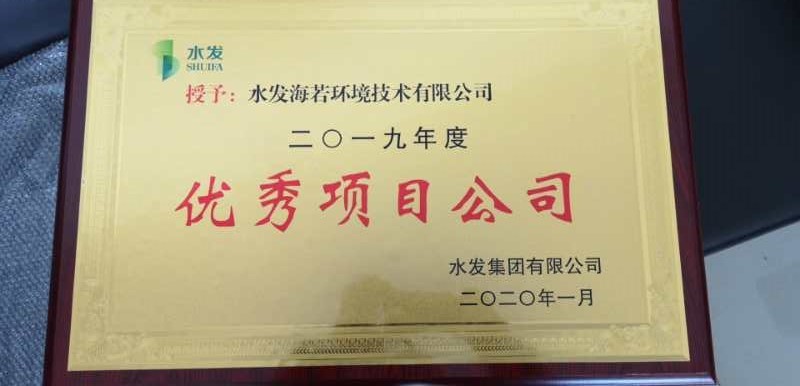 水发
SHUIFA
授予：水发海若环境技术有限公司
二〇一九年度
优秀项目公司
水发集团有限公司
二〇二〇年一月